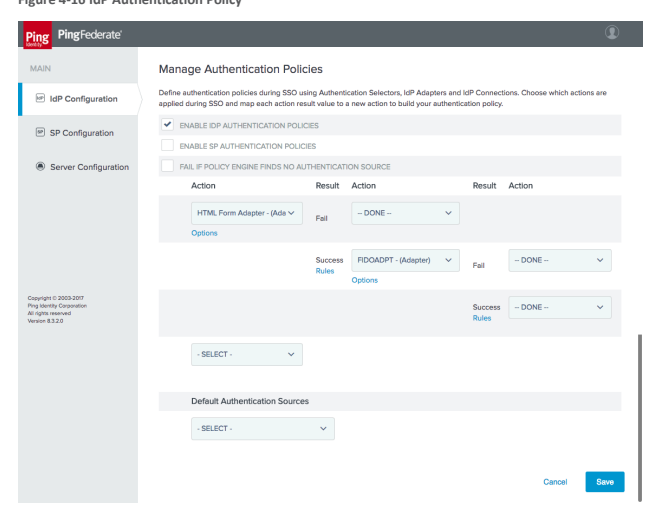 Figure 4-16 IdP Authentication Policy
Ping
Identity
PingFederate®
MAIN
IdP Configuration
SP Configuration
Server Configuration
Copyright © 2003-2017
Ping Identity Corporation
All rights reserved
Version 8.3.2.0
Manage Authentication Policies
Define authentication policies during SSO using Authentication Selectors, IdP Adapters and IdP Connections. Choose which actions are
applied during SSO and map each action result value to a new action to build your authentication policy.
ENABLE IDP AUTHENTICATION POLICIES
ENABLE SP AUTHENTICATION POLICIES
FAIL IF POLICY ENGINE FINDS NO AUTHENTICATION SOURCE
Action Result Action Result Action
HTML Form Adapter - (Ada Fail -- DONE --
Options
Success FIDOADPT - (Adapter) Fail -- DONE --
Rules
Options
Success -- DONE --
Rules
- SELECT -
Default Authentication Sources
- SELECT -
Cancel Save